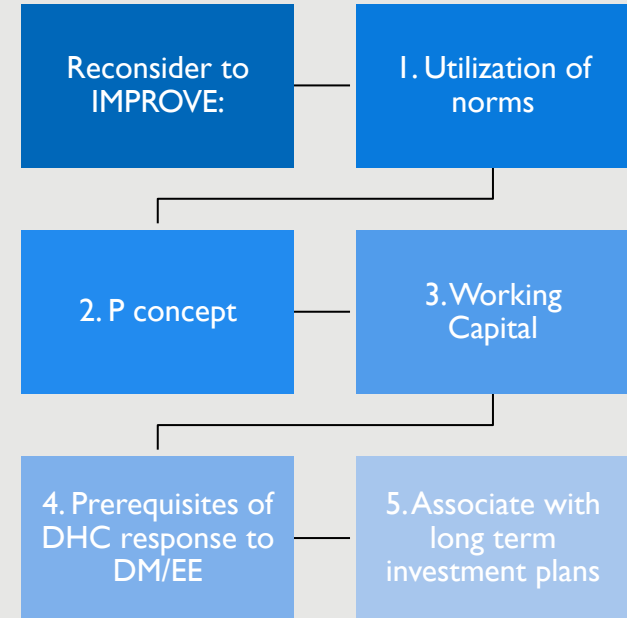 Reconsider to
IMPROVE:
1. Utilization of
norms
2. P concept
3. Working
Capital
4. Prerequisites of
DHC response to
DM/EE
5. Associate with
long term
investment plans